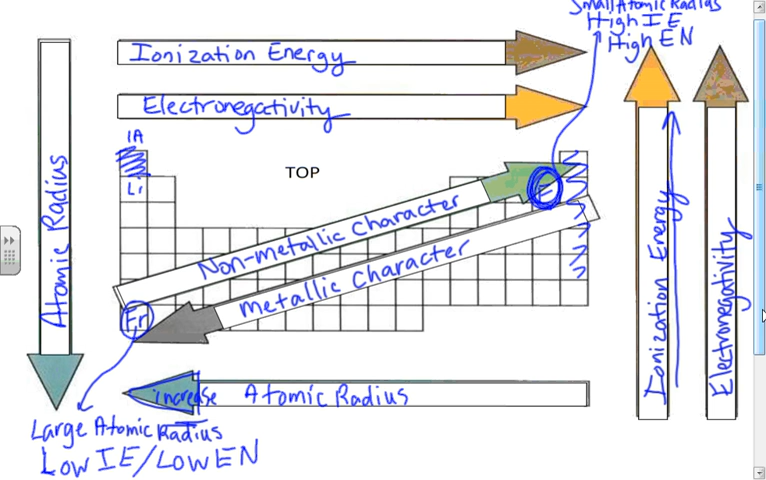 Small Atomic Radius
High IE
High EN
Ionization Energy
Electronegativity
IA
TOP
Li
F
Non-metallic Character
Metallic Character
Fr
Atomic Radius
Ionization Energy
Electronegativity
increase Atomic Radius
Large Atomic Radius
Low IE/Low EN